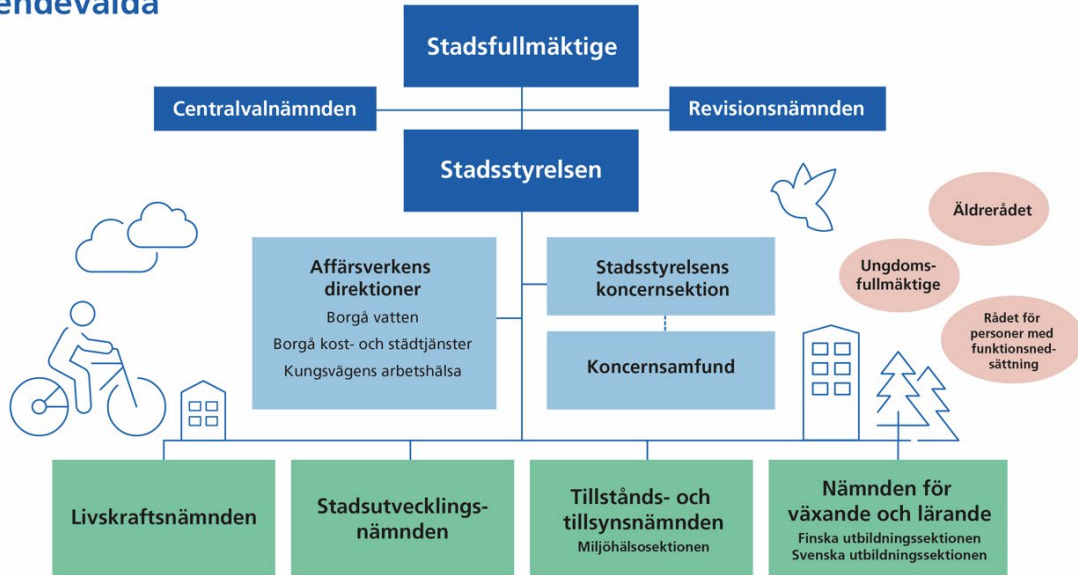 endevalda
Stadsfullmäktige
Centralvalnämnden
Revisionsnämnden
Stadsstyrelsen
Äldrerådet
Ungdoms-
fullmäktige
Rådet för
personer med
funktionsned-
sättning
Affärsverkens
direktioner
Borgå vatten
Borgå kost- och städtjänster
Kungsvägens arbetshälsa
Stadsstyrelsens
koncernsektion
Koncernsamfund
Livskraftsnämnden
Stadsutvecklings-
nämnden
Tillstånds- och
tillsynsnämnden
Miljöhälsosektionen
Nämnden för
växande och lärande
Finska utbildningssektionen
Svenska utbildningssektionen